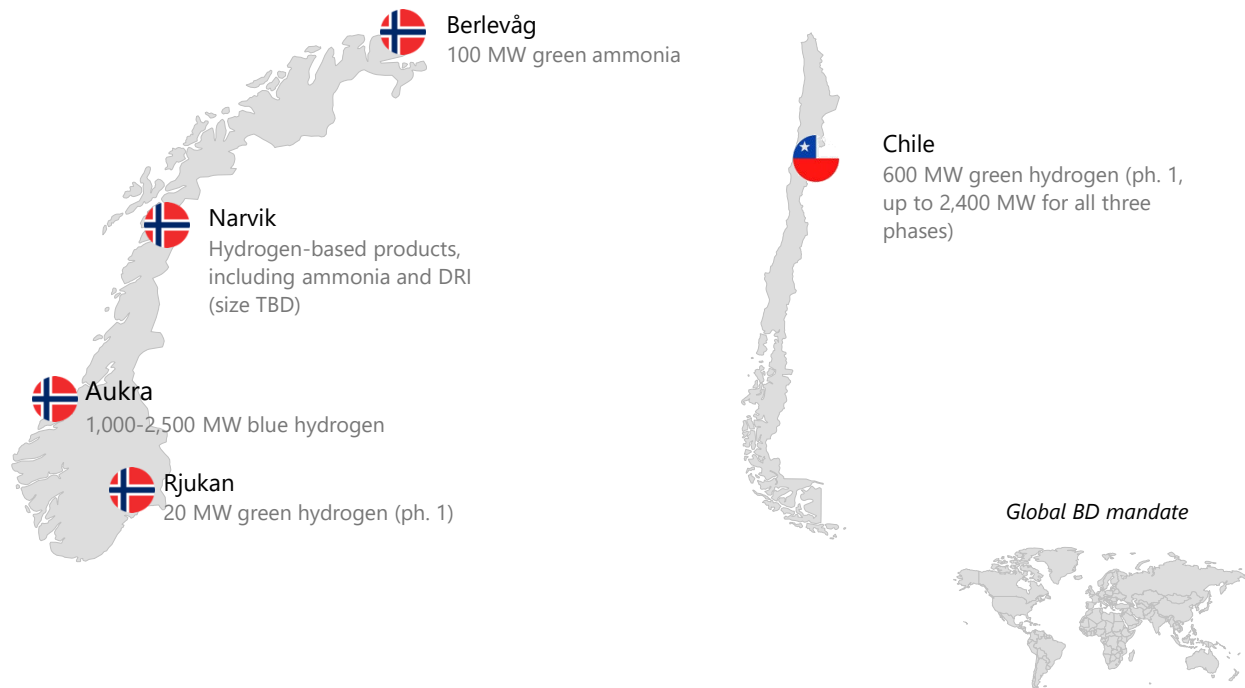 Berlevåg
100 MW green ammonia
Narvik
Hydrogen-based products,
including ammonia and DRI
(size TBD)
Aukra
1,000-2,500 MW blue hydrogen
Rjukan
20 MW green hydrogen (ph. 1)
Chile
600 MW green hydrogen (ph. 1,
up to 2,400 MW for all three
phases)
Global BD mandate